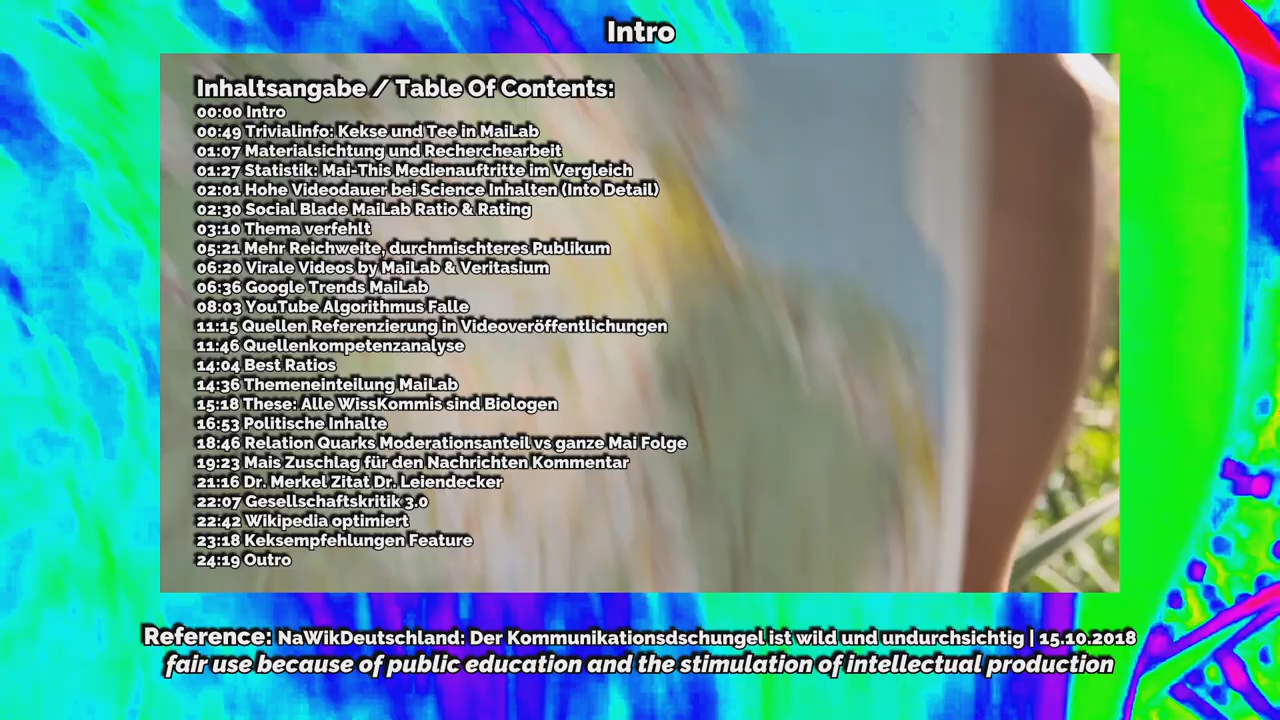 Intro
Inhaltsangabe / Table Of Contents:
00:00 Intro
00:49 Trivialinfo: Kekse und Tee in MaiLab
01:07 Materialsichtung und Recherchearbeit
01:27 Statistik: Mai-This Medienauftritte im Vergleich
02:01 Hohe Videodauer bei Science Inhalten (Into Detail)
02:30 Social Blade MaiLab Ratio & Rating
03:10 Thema verfehlt
05:21 Mehr Reichweite, durchmischteres Publikum
06:20 Virale Videos by MaiLab & Veritasium
06:36 Google Trends MaiLab
08:03 YouTube Algorithmus Falle
11:15 Quellen Referenzierung in Videoveröffentlichungen
11:46 Quellenkompetenzanalyse
14:04 Best Ratios
14:36 Themeneinteilung MaiLab
15:18 These: Alle WissKommis sind Biologen
16:53 Politische Inhalte
18:46 Relation Quarks Moderationsanteil vs ganze Mai Folge
19:23 Mais Zuschlag für den Nachrichten Kommentar
21:16 Dr. Merkel Zitat Dr. Leiendecker
22:07 Gesellschaftskritik 3.0
22:42 Wikipedia optimiert
23:18 Keksempfehlungen Feature
24:19 Outro
Reference: NaWikDeutschland: Der Kommunikationsdschungel ist wild und undurchsichtig | 15.10.2018
fair use because of public education and the stimulation of intellectual production